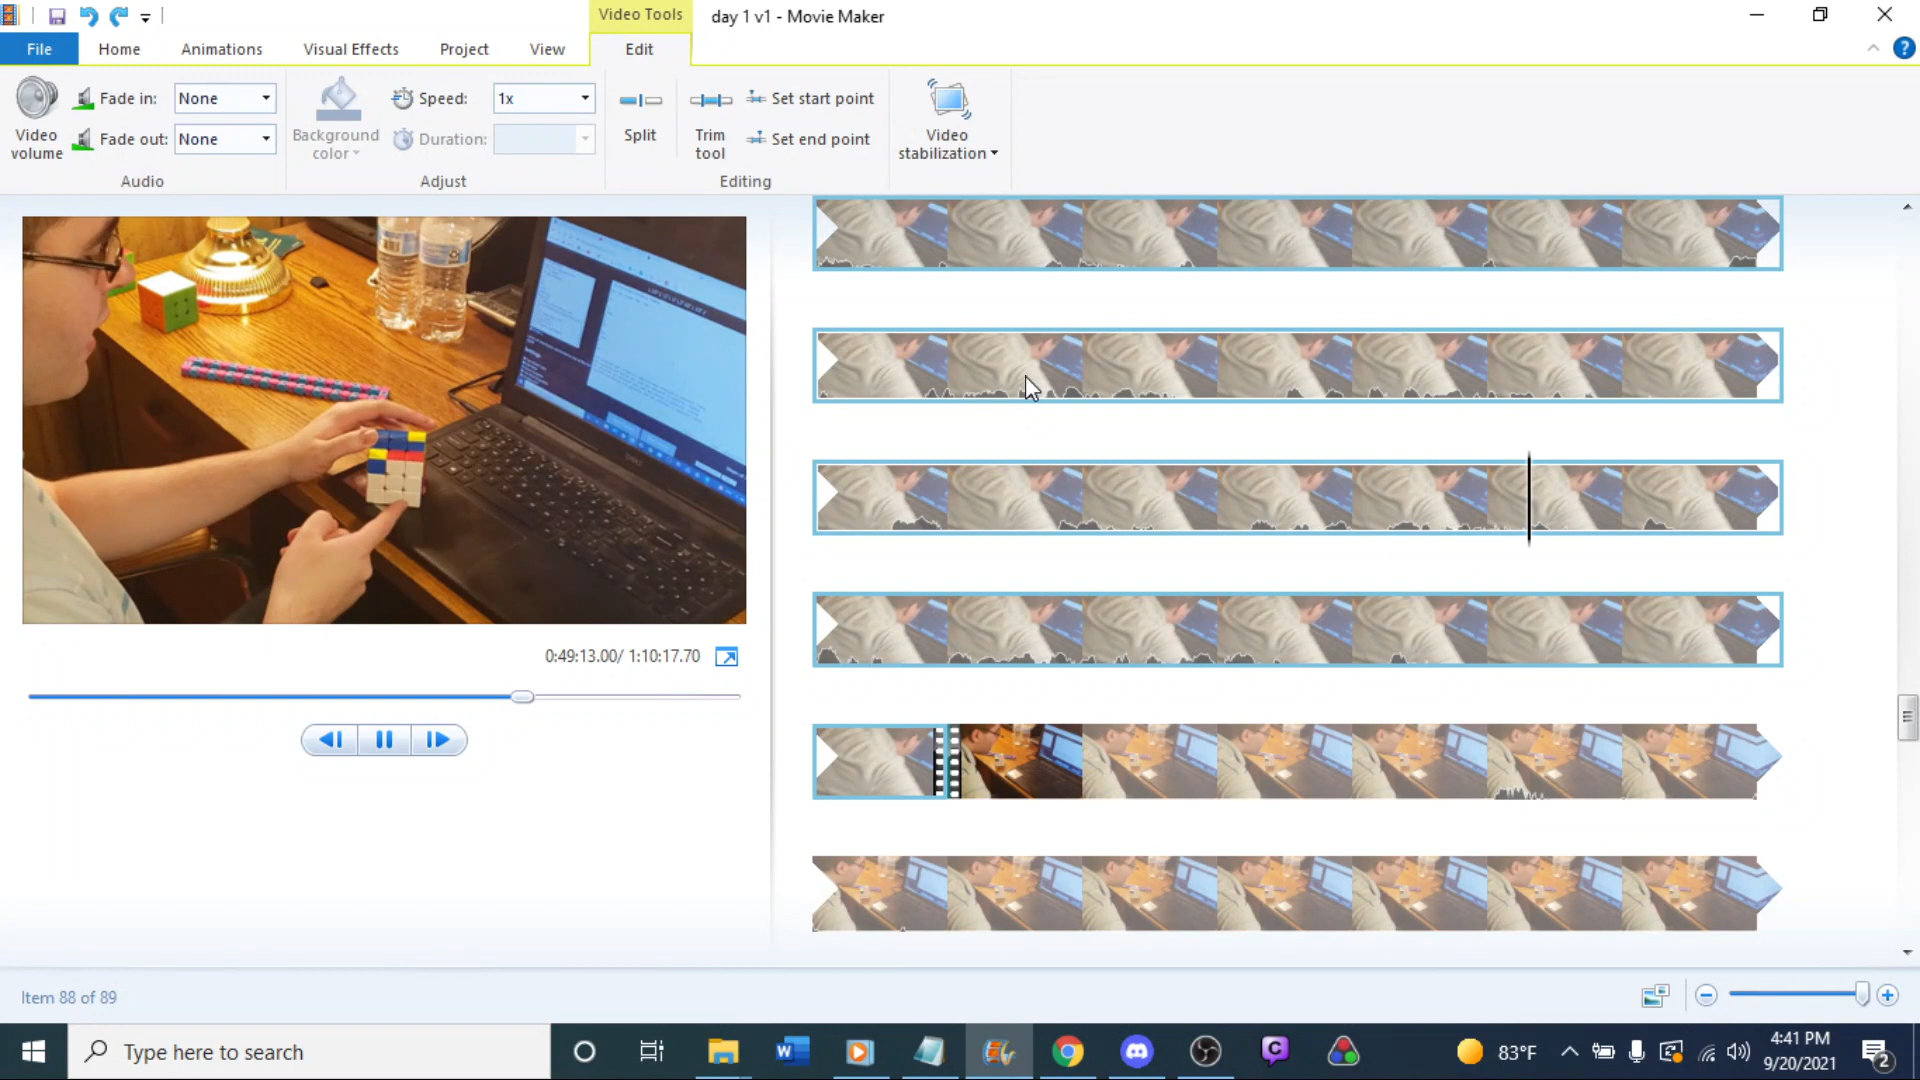 Video Tools
day 1 v1 - Movie Maker
File
Home
Animations
Visual Effects
Project
View
Edit
Video volume
Fade in:
None
Fade out:
None
Audio
Background color
Speed:
1x
Duration:
Adjust
Split
Trim tool
Set start point
Set end point
Editing
Video stabilization
0:49:13.00/ 1:10:17.70
Item 88 of 89
Type here to search
83°F
4:41 PM
9/20/2021
2